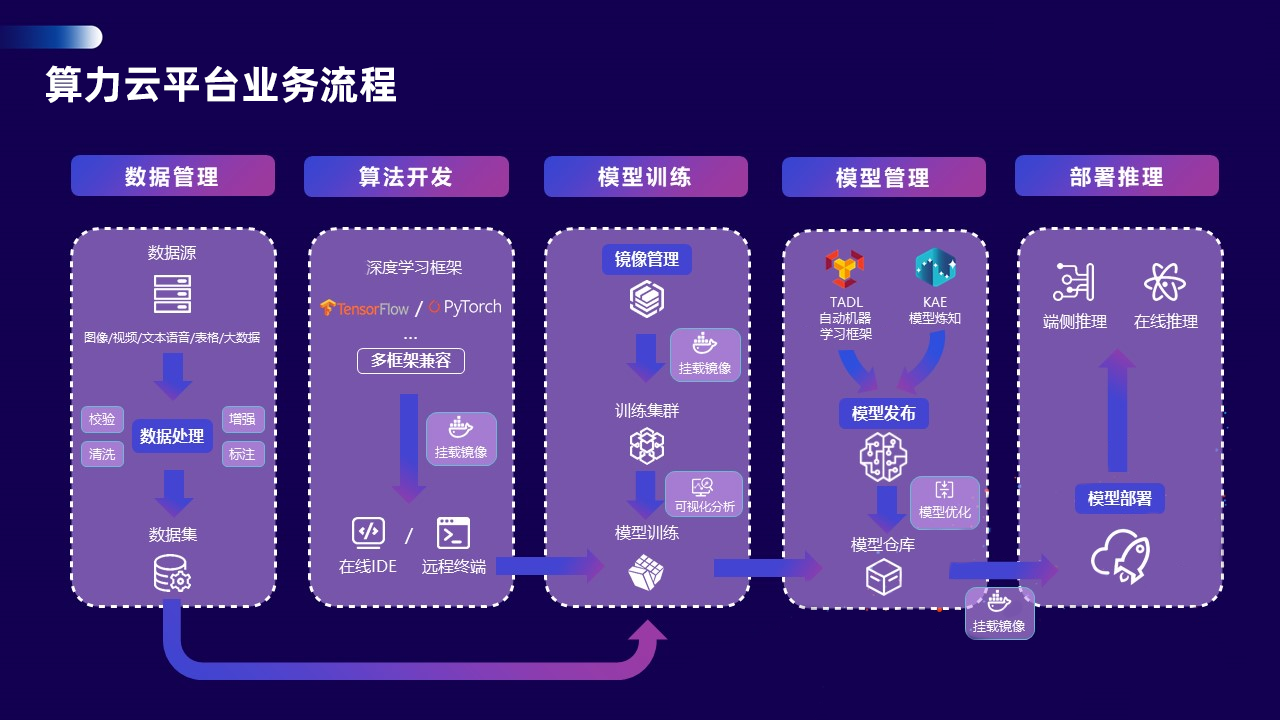 算力云平台业务流程
数据管理
数据源
图像/视频/文本语音/表格/大数据
校验
增强
数据处理
清洗
标注
数据集
算法开发
深度学习框架
TensorFlow / PyTorch
...
多框架兼容
挂载镜像
/
在线IDE
远程终端
模型训练
镜像管理
挂载镜像
训练集群
可视化分析
模型训练
模型管理
TADL
自动机器
学习框架
KAE
模型炼知
模型发布
模型优化
模型仓库
挂载镜像
部署推理
端侧推理
在线推理
模型部署